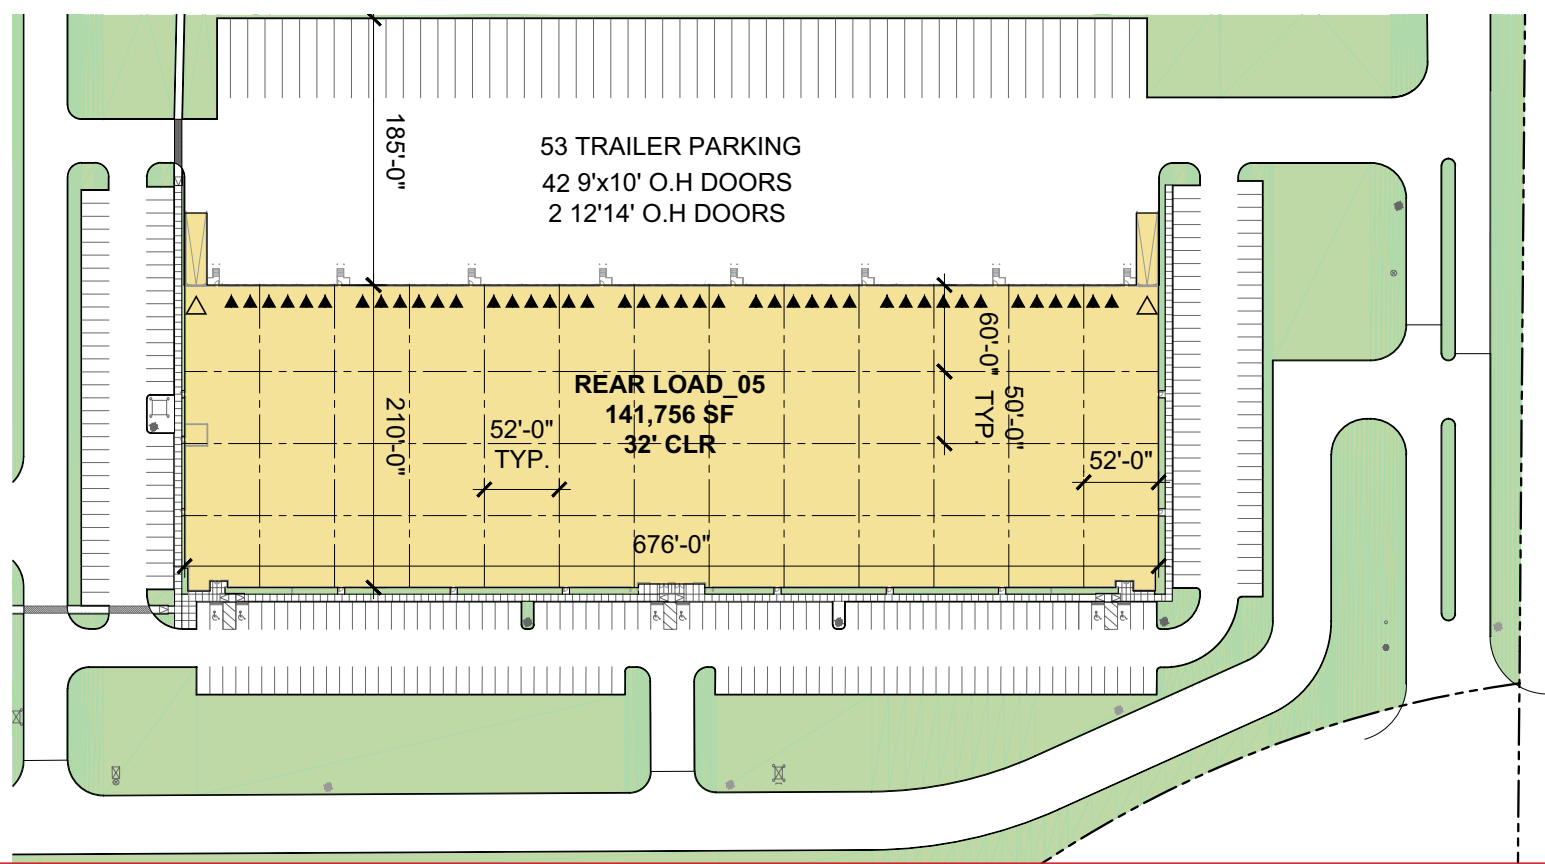 185'-0"
53 TRAILER PARKING
42 9'x10' O.H DOORS
2 12'14' O.H DOORS
60'-0" TYP.
50'-0"
REAR LOAD_05
141,756 SF
32' CLR
210'-0"
52'-0"
TYP.
52'-0"
676'-0"